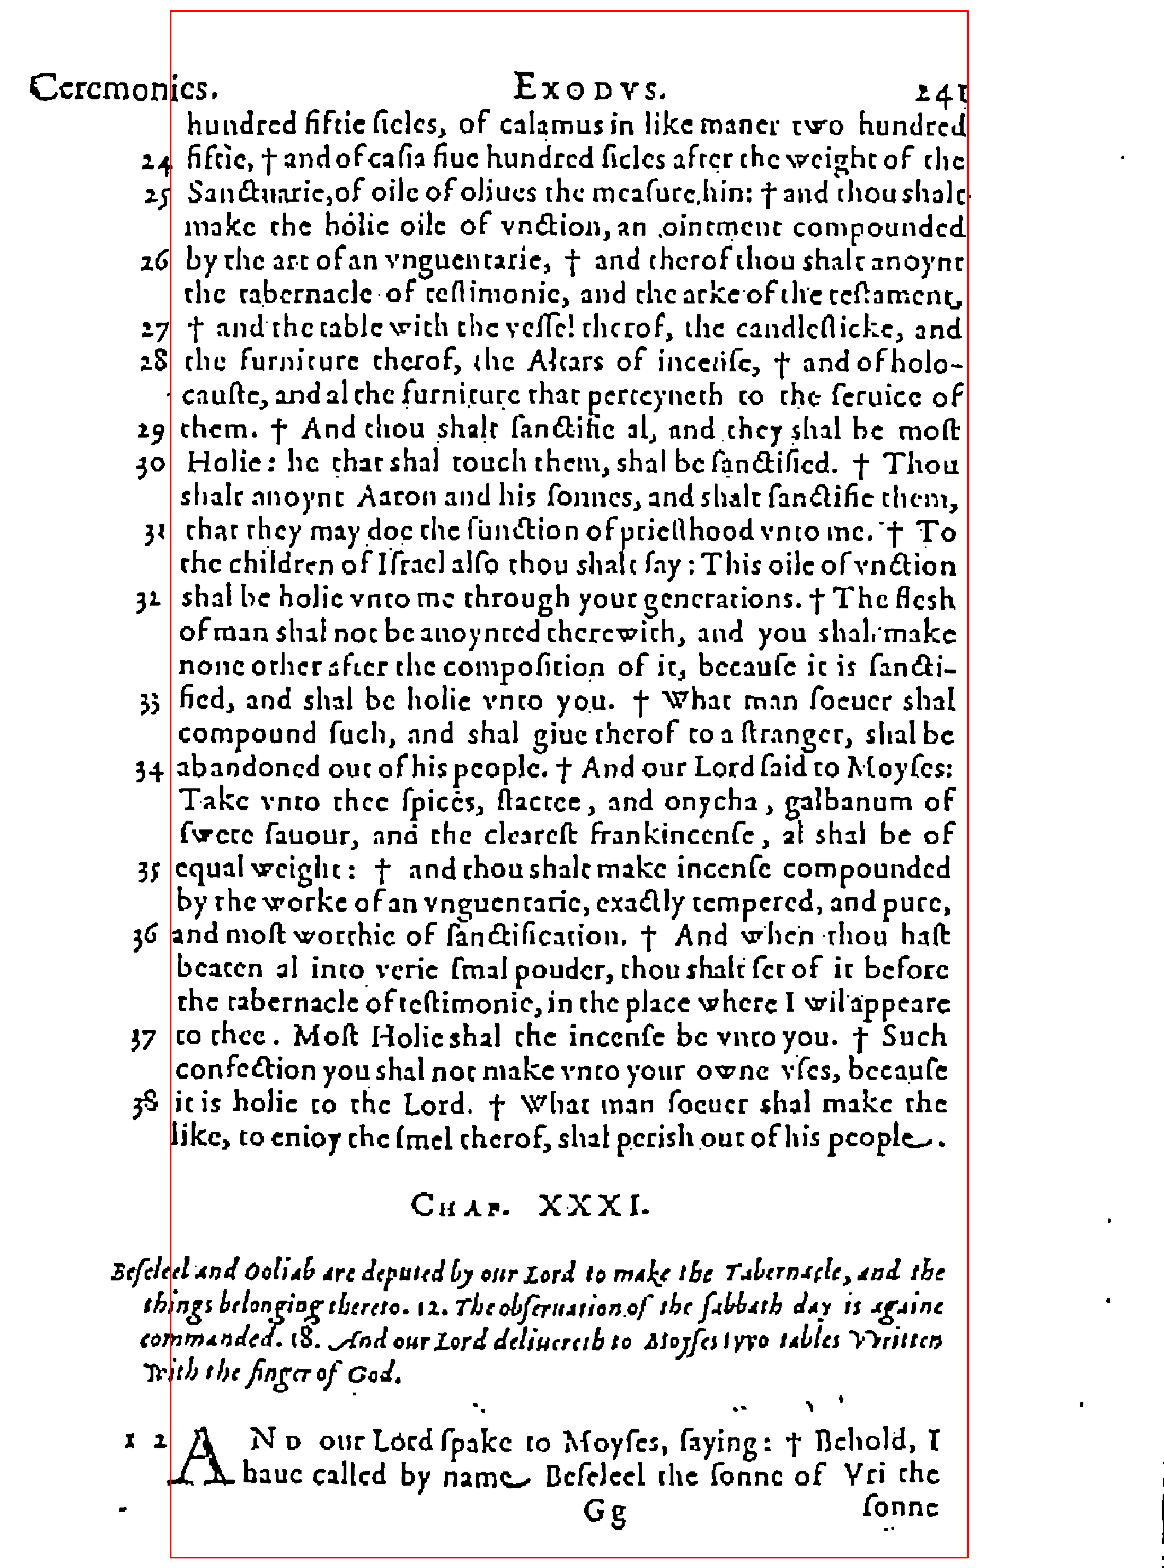 Ceremonies. EXODVS. 241
hundred fiftie ſicles, of calamus in like maner two hundred
24 fiftie, † and of caſia fiue hundred ſicles after the weight of the
25 Sanctuarie, of oile of oliues the meaſure hin: † and thou shalt
make the holie oile of vnction, an ointment compounded
26 by the art of an vnguentarie, † and therof thou shalt anoynt
the tabernacle of teſtimonie, and the arke of the teſtament,
27 † and the table with the veſſel therof, the candleſticke, and
28 the furniture therof, the Altars of incenſe, † and of holo-
cauſte, and al the furniture that perteyneth to the ſeruice of
29 them. † And thou shalt ſanctifie al, and they shal be moſt
30 Holie: he that shal touch them, shal be ſanctified. † Thou
shalt anoynt Aaron and his ſonnes, and shalt ſanctifie them,
31 that they may doe the function of prieſthood vnto me. † To
the children of Iſrael alſo thou shalt ſay: This oile of vnction
32 shal be holie vnto me through your generations. † The flesh
of man shal not be anoynted therewith, and you shal make
none other after the compoſition of it, becauſe it is ſancti-
33 fied, and shal be holie vnto you. † What man ſoeuer shal
compound ſuch, and shal giue therof to a ſtranger, shal be
34 abandoned out of his people. † And our Lord ſaid to Moyſes:
Take vnto thee ſpices, ſtactee, and onycha, galbanum of
ſwete ſauour, and the cleareſt frankincenſe, al shal be of
35 equal weight: † and thou shalt make incenſe compounded
by the worke of an vnguentarie, exactly tempered, and pure,
36 and moſt worthie of ſanctification. † And when thou haſt
beaten al into verie ſmal pouder, thou shalt ſet of it before
the tabernacle of teſtimonie, in the place where I wil appeare
37 to thee. Moſt Holie shal the incenſe be vnto you. † Such
confection you shal not make vnto your owne vſes, becauſe
38 it is holie to the Lord. † What man ſoeuer shal make the
like, to enioy the ſmel therof, shal perish out of his people.
CHAP. XXXI.
Beſeleel and Ooliab are deputed by our Lord to make the Tabernacle, and the
things belonging thereto. 12. The obſeruation of the ſabbath day is againe
commanded. 18. And our Lord deliuereth to Moyſes tvvo tables written
with the finger of God.
1 2 AND our Lord ſpake to Moyſes, ſaying: † Behold, I
haue called by name Beſeleel the ſonne of Vri the
Gg ſonne